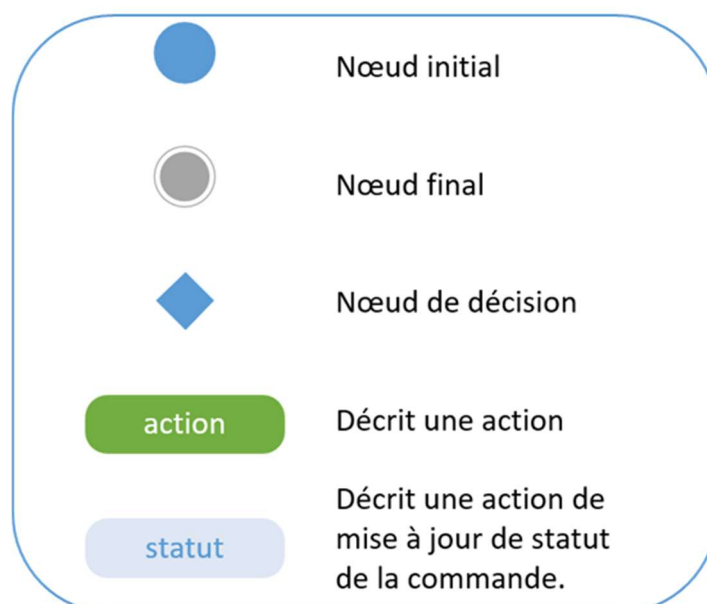 Nœud initial
Nœud final
Nœud de décision
action
Décrit une action
statut
Décrit une action de
mise à jour de statut
de la commande.